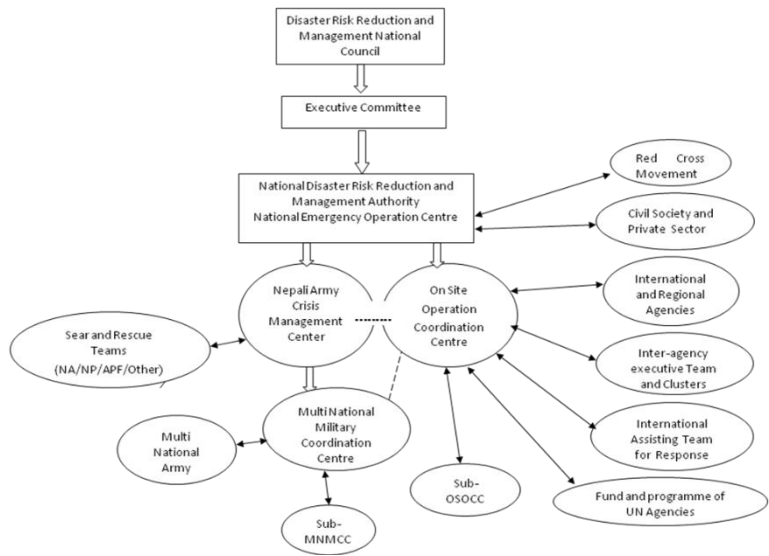 Disaster Risk Reduction and
Management National
Council
Executive Committee
National Disaster Risk Reduction and
Management Authority
National Emergency Operation Centre
Red Cross
Movement
Civil Society and
Private Sector
Nepali Army
Crisis
Management
Center
On Site
Operation
Coordination
Centre
International
and Regional
Agencies
Sear and Rescue
Teams
(NA/NP/APF/Other)
Inter-agency
executive Team
and Clusters
Multi National
Military
Coordination
Centre
International
Assisting Team
for Response
Multi
National
Army
Sub-
OSOCC
Fund and programme of
UN Agencies
Sub-
MNMCC